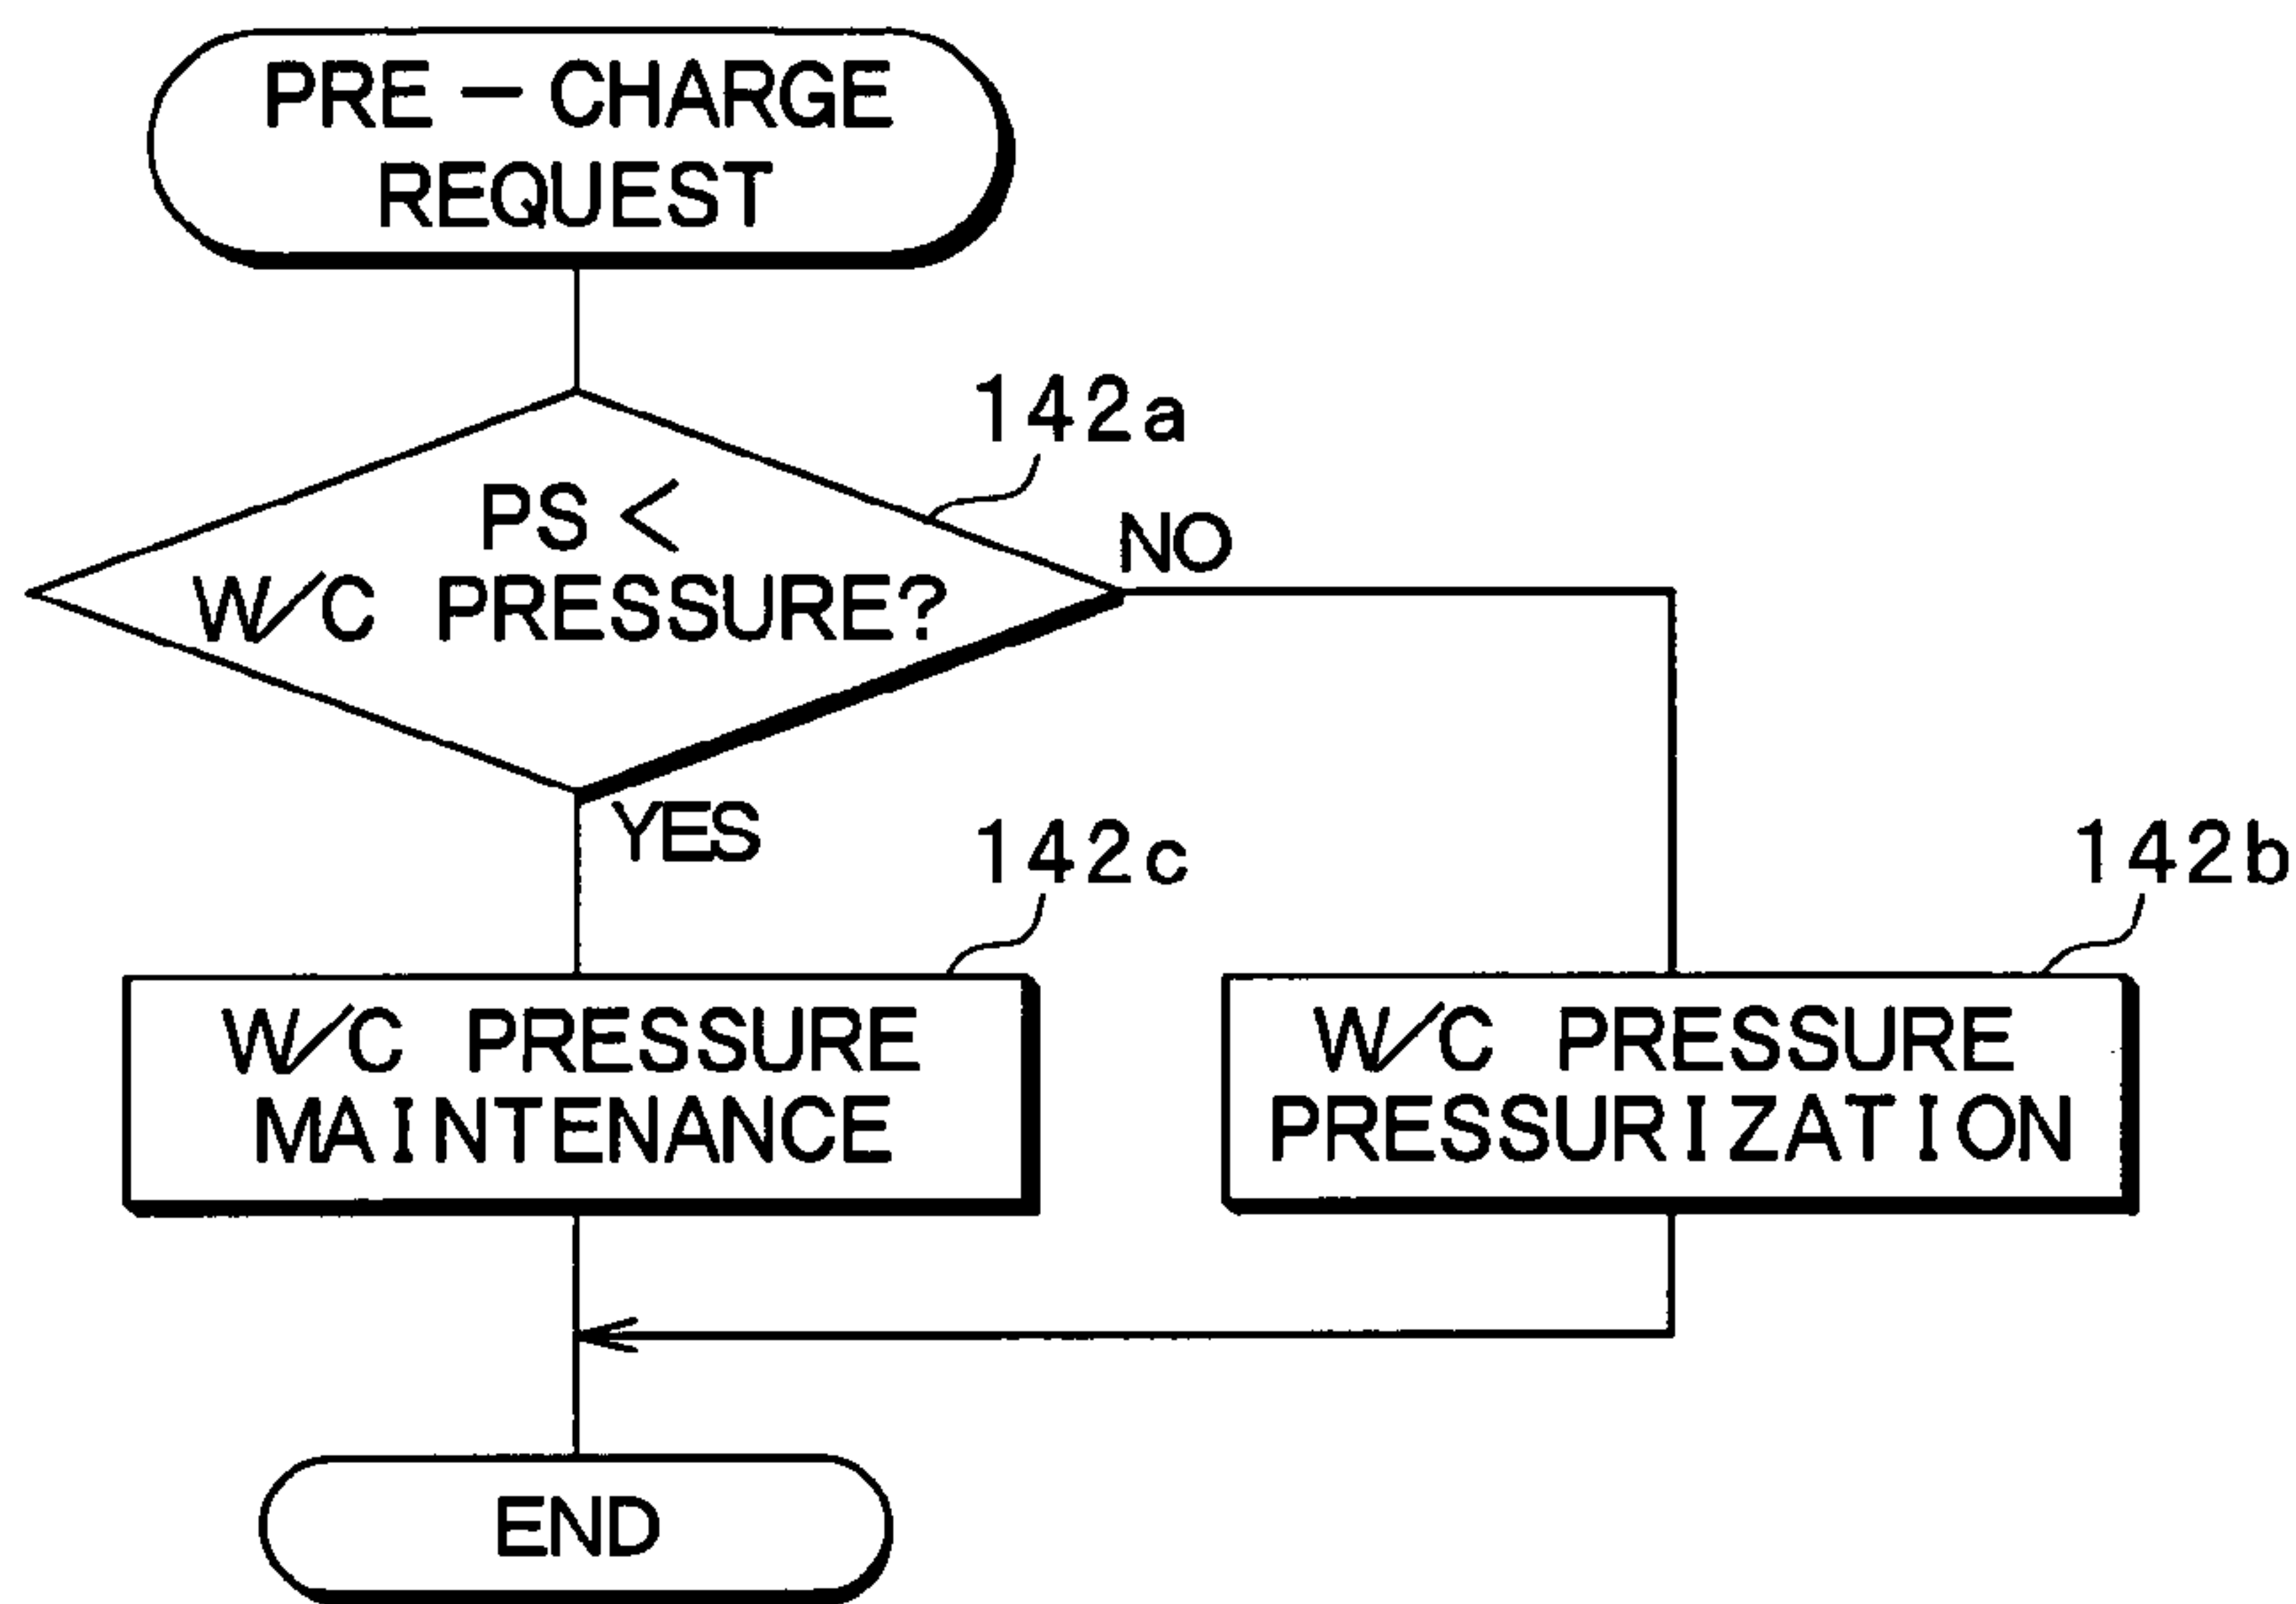 PRE-CHARGE
REQUEST
142a
PS <
W/C PRESSURE?
NO
YES
142c
W/C PRESSURE
MAINTENANCE
142b
W/C PRESSURE
PRESSURIZATION
END